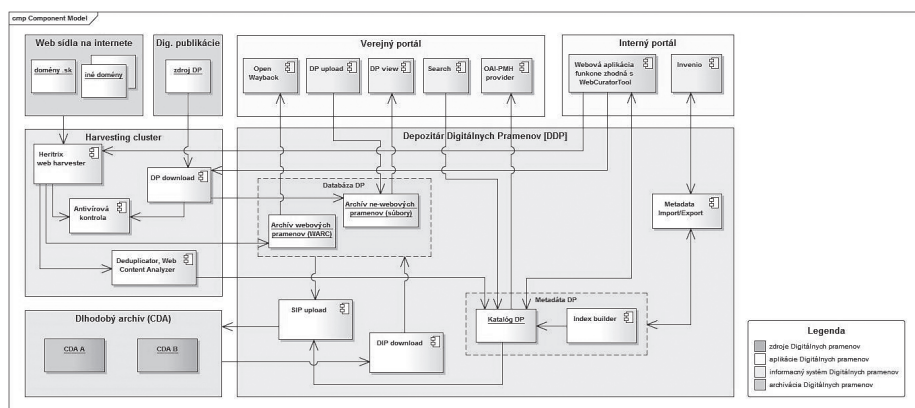 cmp Component Model
Web sídla na internete
domény .sk
iné domény
Dig. publikácie
zdroj DP
Verejný portál
Open
Wayback
DP upload
DP view
Search
OAI-PMH
provider
Interný portál
Webová aplikácia
funkone zhodná s
WebCuratorTool
Invenio
Harvesting cluster
Heritrix
web harvester
DP download
Antivírová
kontrola
Deduplicator, Web
Content Analyzer
Depozitár Digitálnych Pramenov [DDP]
Databáza DP
Archív ne-webových
pramenov (súbory)
Archív webových
pramenov (WARC)
Metadata
Import/Export
SIP upload
DIP download
Metadáta DP
Katalóg DP
Index builder
Dlhodobý archív (CDA)
CDA A
CDA B
Legenda
zdroje Digitálnych pramenov
aplikácie Digitálnych pramenov
informacný systém Digitálnych pramenov
archivácia Digitálnych pramenov